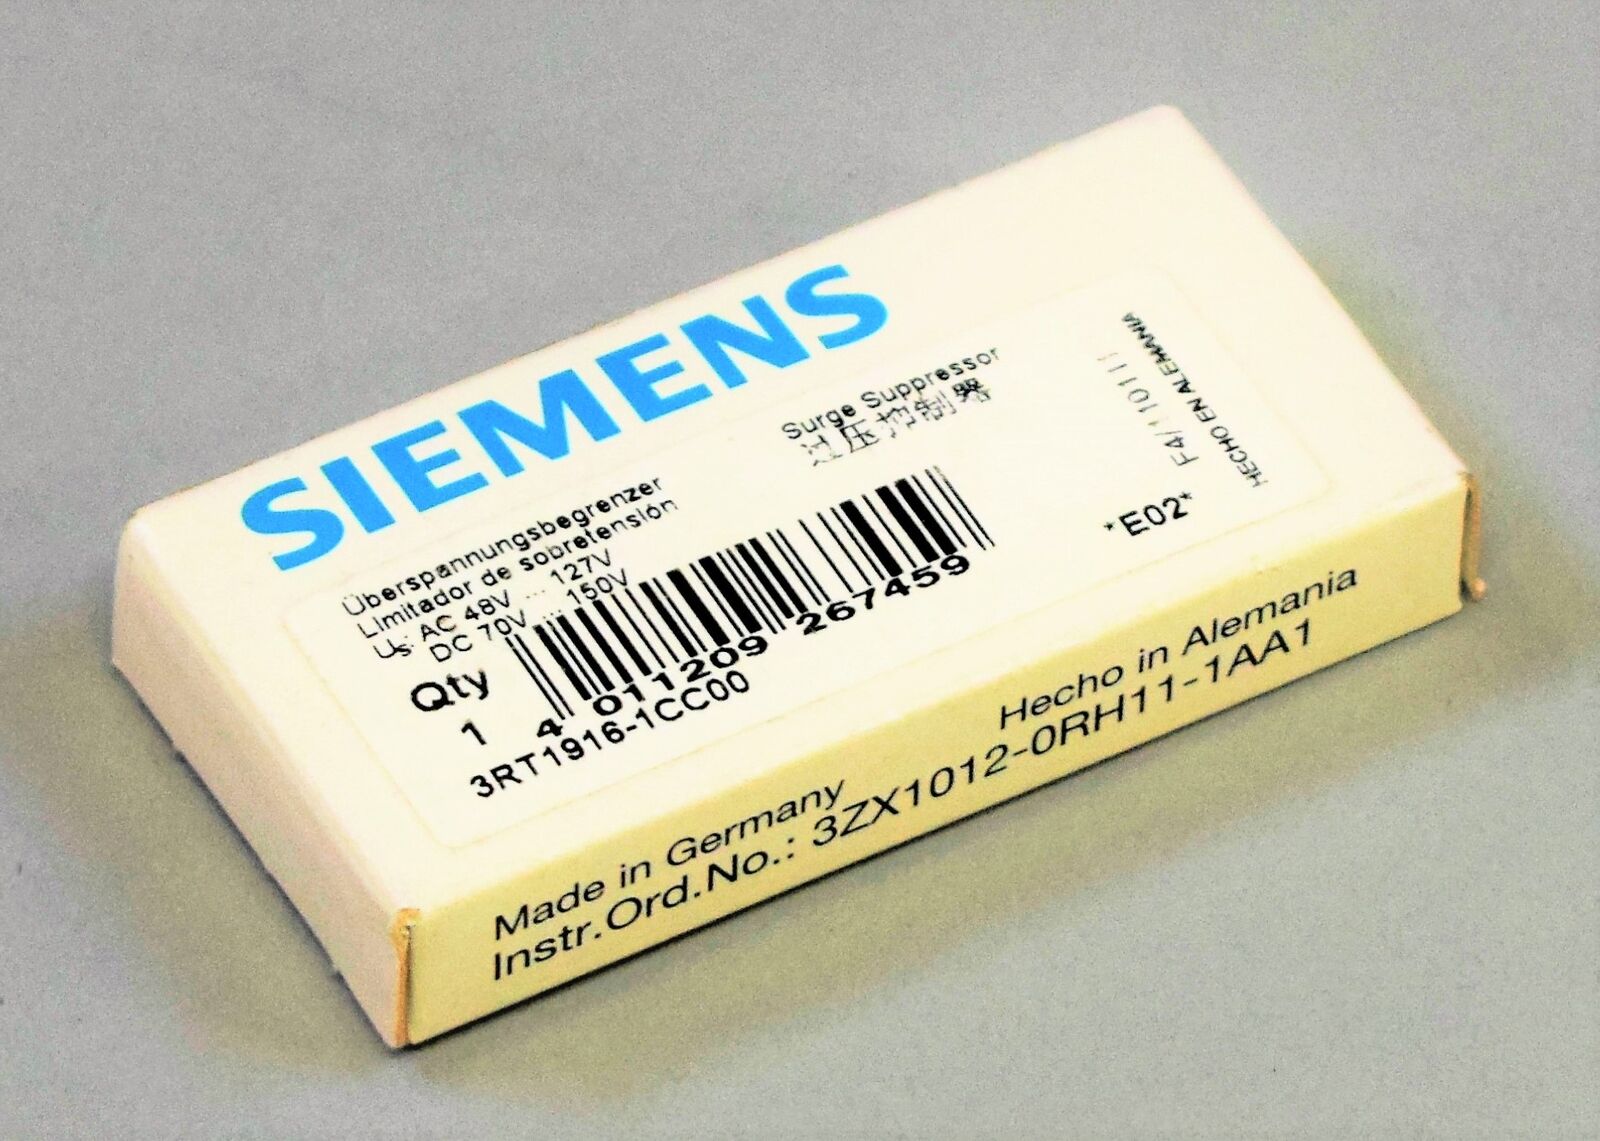 SIEMENS
Überspannungsbegrenzer
Surge Suppressor
Limitador de sobretensión
过压抑制器
Us: AC 48V ... 127V
DC 70V ... 150V
Qty
1
4 011209 267459
3RT1916-1CC00
*E02*
HECHO EN ALEMANIA
Made in Germany
Hecho in Alemania
Instr.Ord.No.: 3ZX1012-0RH11-1AA1